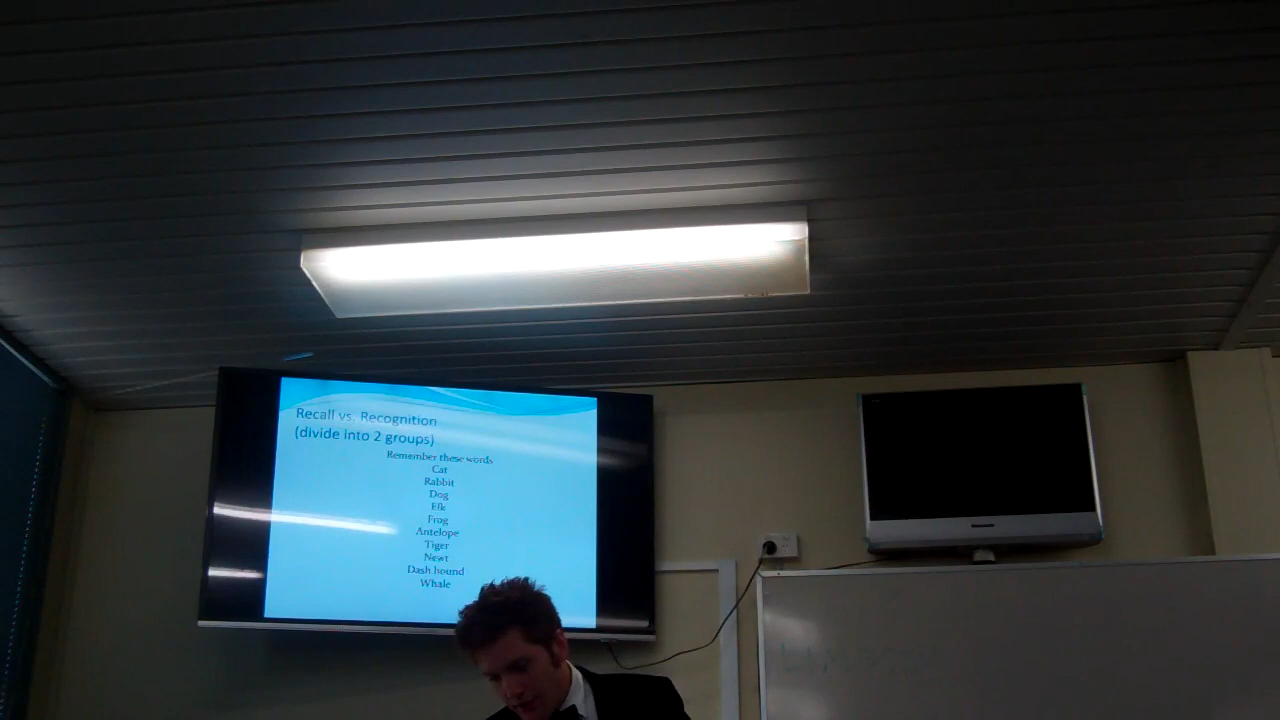 Recall vs. Recognition
(divide into 2 groups)
Remember these words
Cat
Rabbit
Dog
Elk
Frog
Antelope
Tiger
Newt
Dash hound
Whale